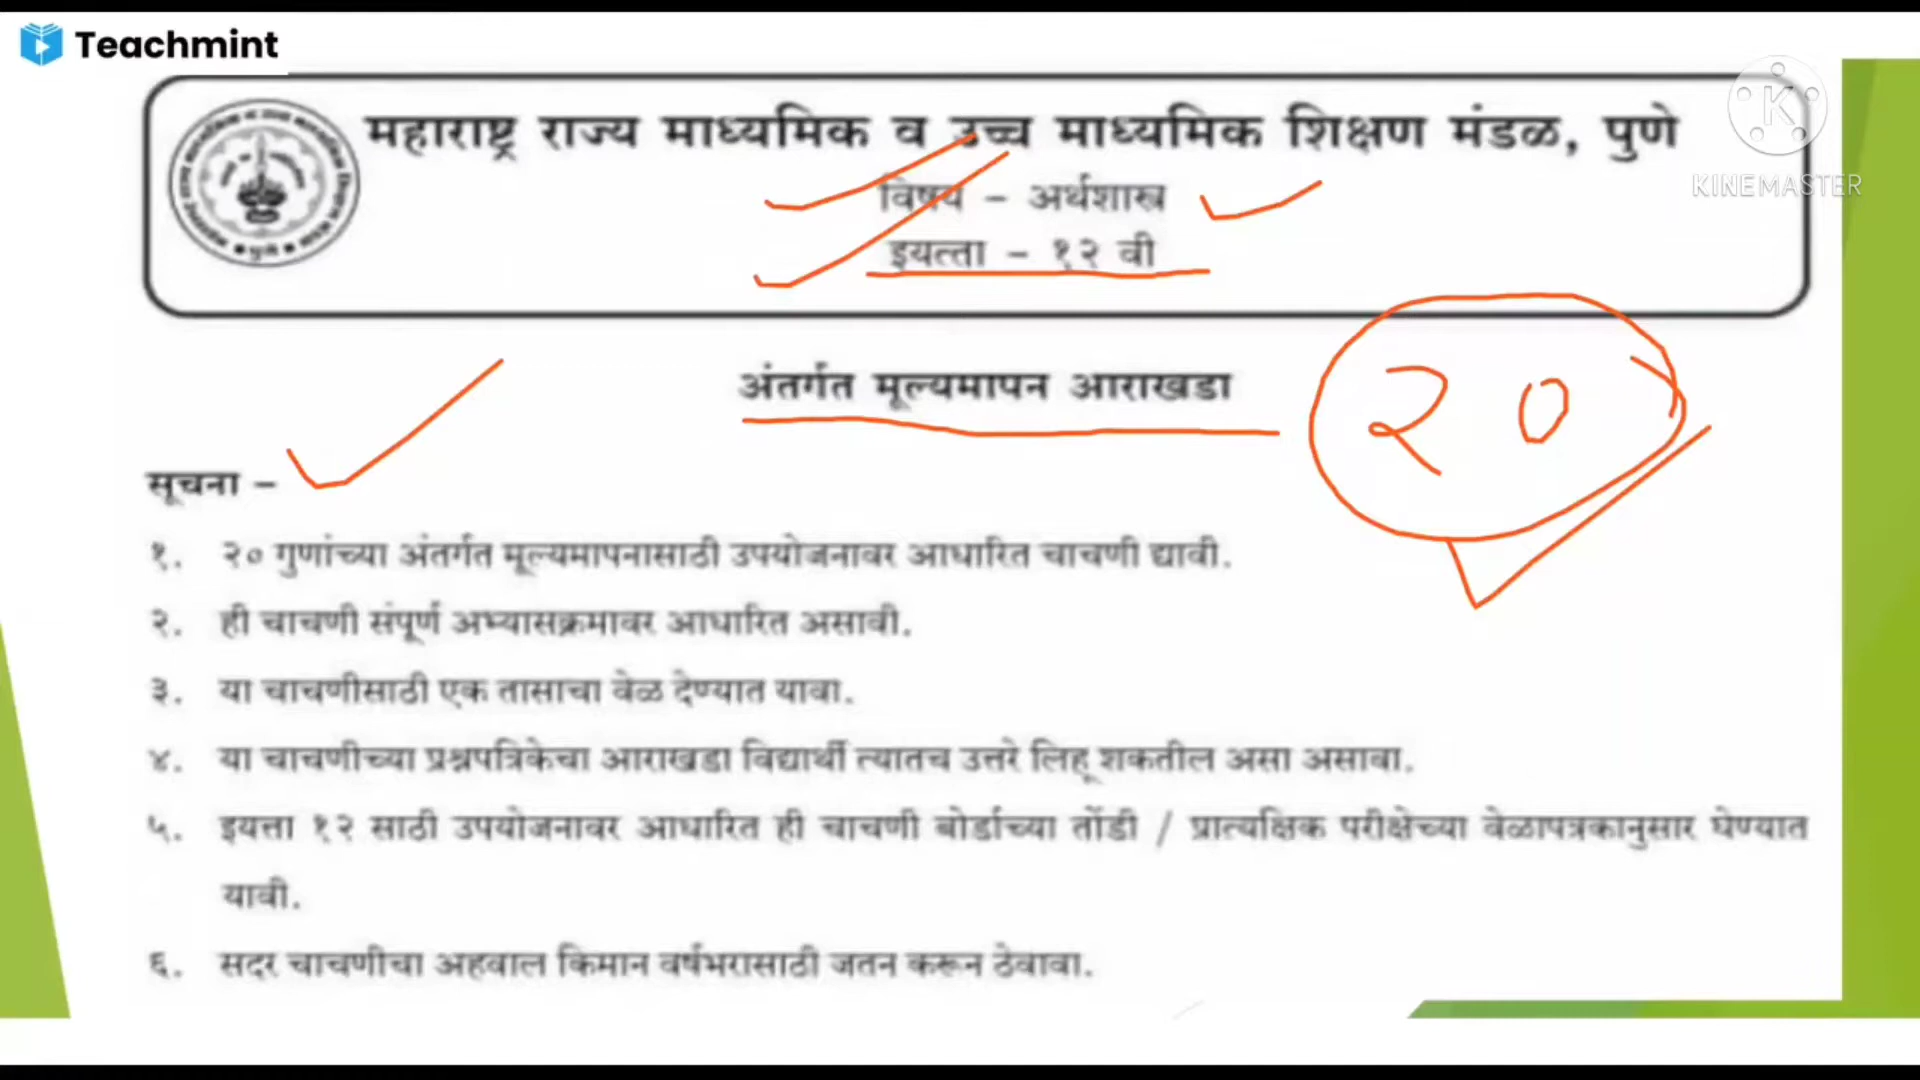 Teachmint
महाराष्ट्र राज्य माध्यमिक व उच्च माध्यमिक शिक्षण मंडळ, पुणे
KINEMASTER
विषय – अर्थशास्त्र
इयत्ता – १२ वी
अंतर्गत मूल्यमापन आराखडा
२०
सूचना –
१. २० गुणांच्या अंतर्गत मूल्यमापनासाठी उपयोजनावर आधारित चाचणी द्यावी.
२. ही चाचणी संपूर्ण अभ्यासक्रमावर आधारित असावी.
३. या चाचणीसाठी एक तासाचा वेळ देण्यात यावा.
४. या चाचणीच्या प्रश्नपत्रिकेचा आराखडा विद्यार्थी त्यातच उत्तरे लिहू शकतील असा असावा.
५. इयत्ता १२ साठी उपयोजनावर आधारित ही चाचणी बोर्डाच्या तोंडी / प्रात्यक्षिक परीक्षेच्या वेळापत्रकानुसार घेण्यात
यावी.
६. सदर चाचणीचा अहवाल किमान वर्षभरासाठी जतन करून ठेवावा.